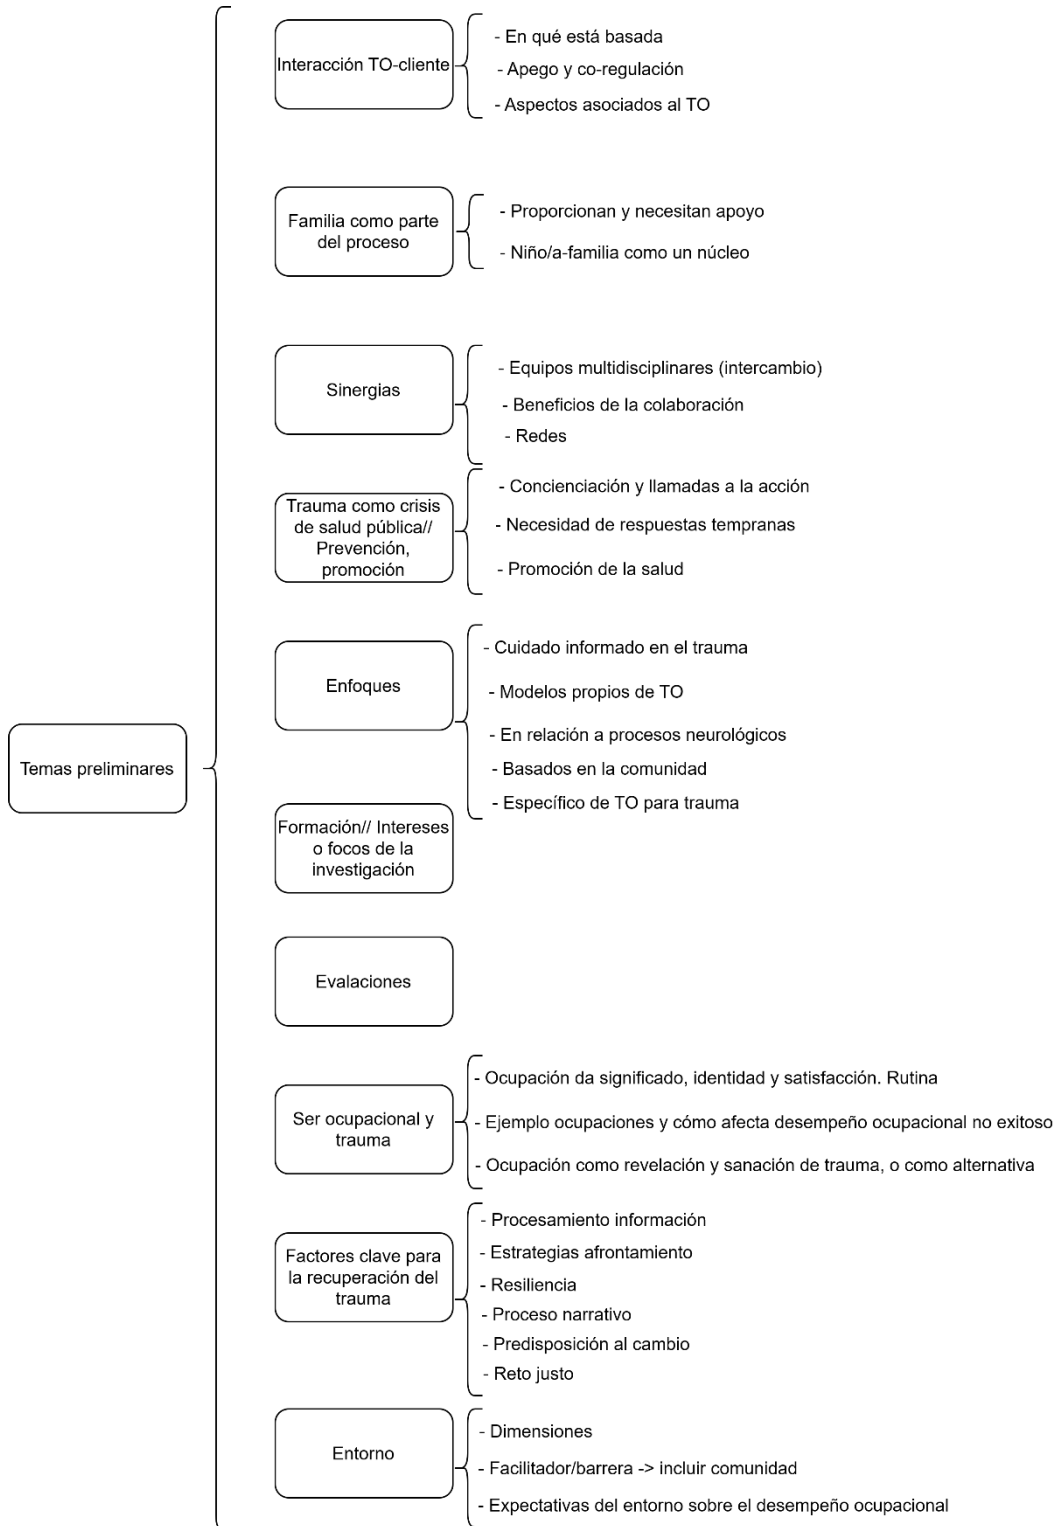 Temas preliminares
Interacción TO-cliente
- En qué está basada
- Apego y co-regulación
- Aspectos asociados al TO
Familia como parte
del proceso
- Proporcionan y necesitan apoyo
- Niño/a-familia como un núcleo
Sinergias
- Equipos multidisciplinares (intercambio)
- Beneficios de la colaboración
- Redes
Trauma como crisis
de salud pública//
Prevención,
promoción
- Concienciación y llamadas a la acción
- Necesidad de respuestas tempranas
- Promoción de la salud
Enfoques
- Cuidado informado en el trauma
- Modelos propios de TO
- En relación a procesos neurológicos
- Basados en la comunidad
- Específico de TO para trauma
Formación// Intereses
o focos de la
investigación
Evalaciones
Ser ocupacional y
trauma
- Ocupación da significado, identidad y satisfacción. Rutina
- Ejemplo ocupaciones y cómo afecta desempeño ocupacional no exitoso
- Ocupación como revelación y sanación de trauma, o como alternativa
Factores clave para
la recuperación del
trauma
- Procesamiento información
- Estrategias afrontamiento
- Resiliencia
- Proceso narrativo
- Predisposición al cambio
- Reto justo
Entorno
- Dimensiones
- Facilitador/barrera -> incluir comunidad
- Expectativas del entorno sobre el desempeño ocupacional